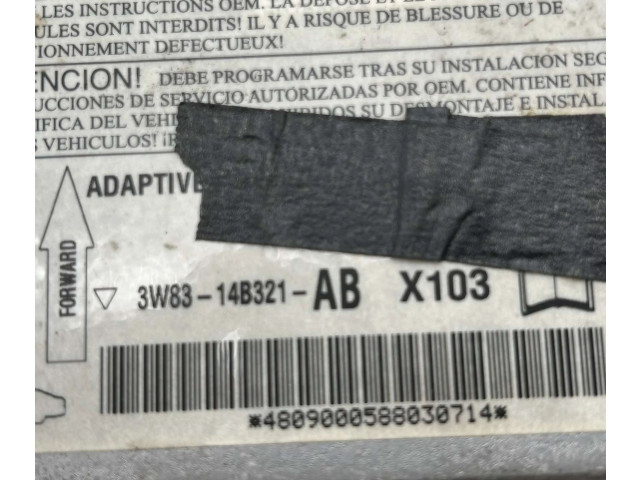 LES INSTRUCTIONS OEM. LA DÉPOSE ET LE
ULES SONT INTERDITS! IL Y A RISQUE DE BLESSURE OU DE
TIONNEMENT DEFECTUEUX!
ENCION! DEBE PROGRAMARSE TRAS SU INSTALACION SEG
UCCIONES DE SERVICIO AUTORIZADAS POR OEM. CONTIENE INF
IFICA DEL VEHI IDOS SU DESMONTAJE E INSTAL
S VEHICULOS!
ADAPTIVE
FORWARD
3W83-14B321-AB X103
*4809000588030714*